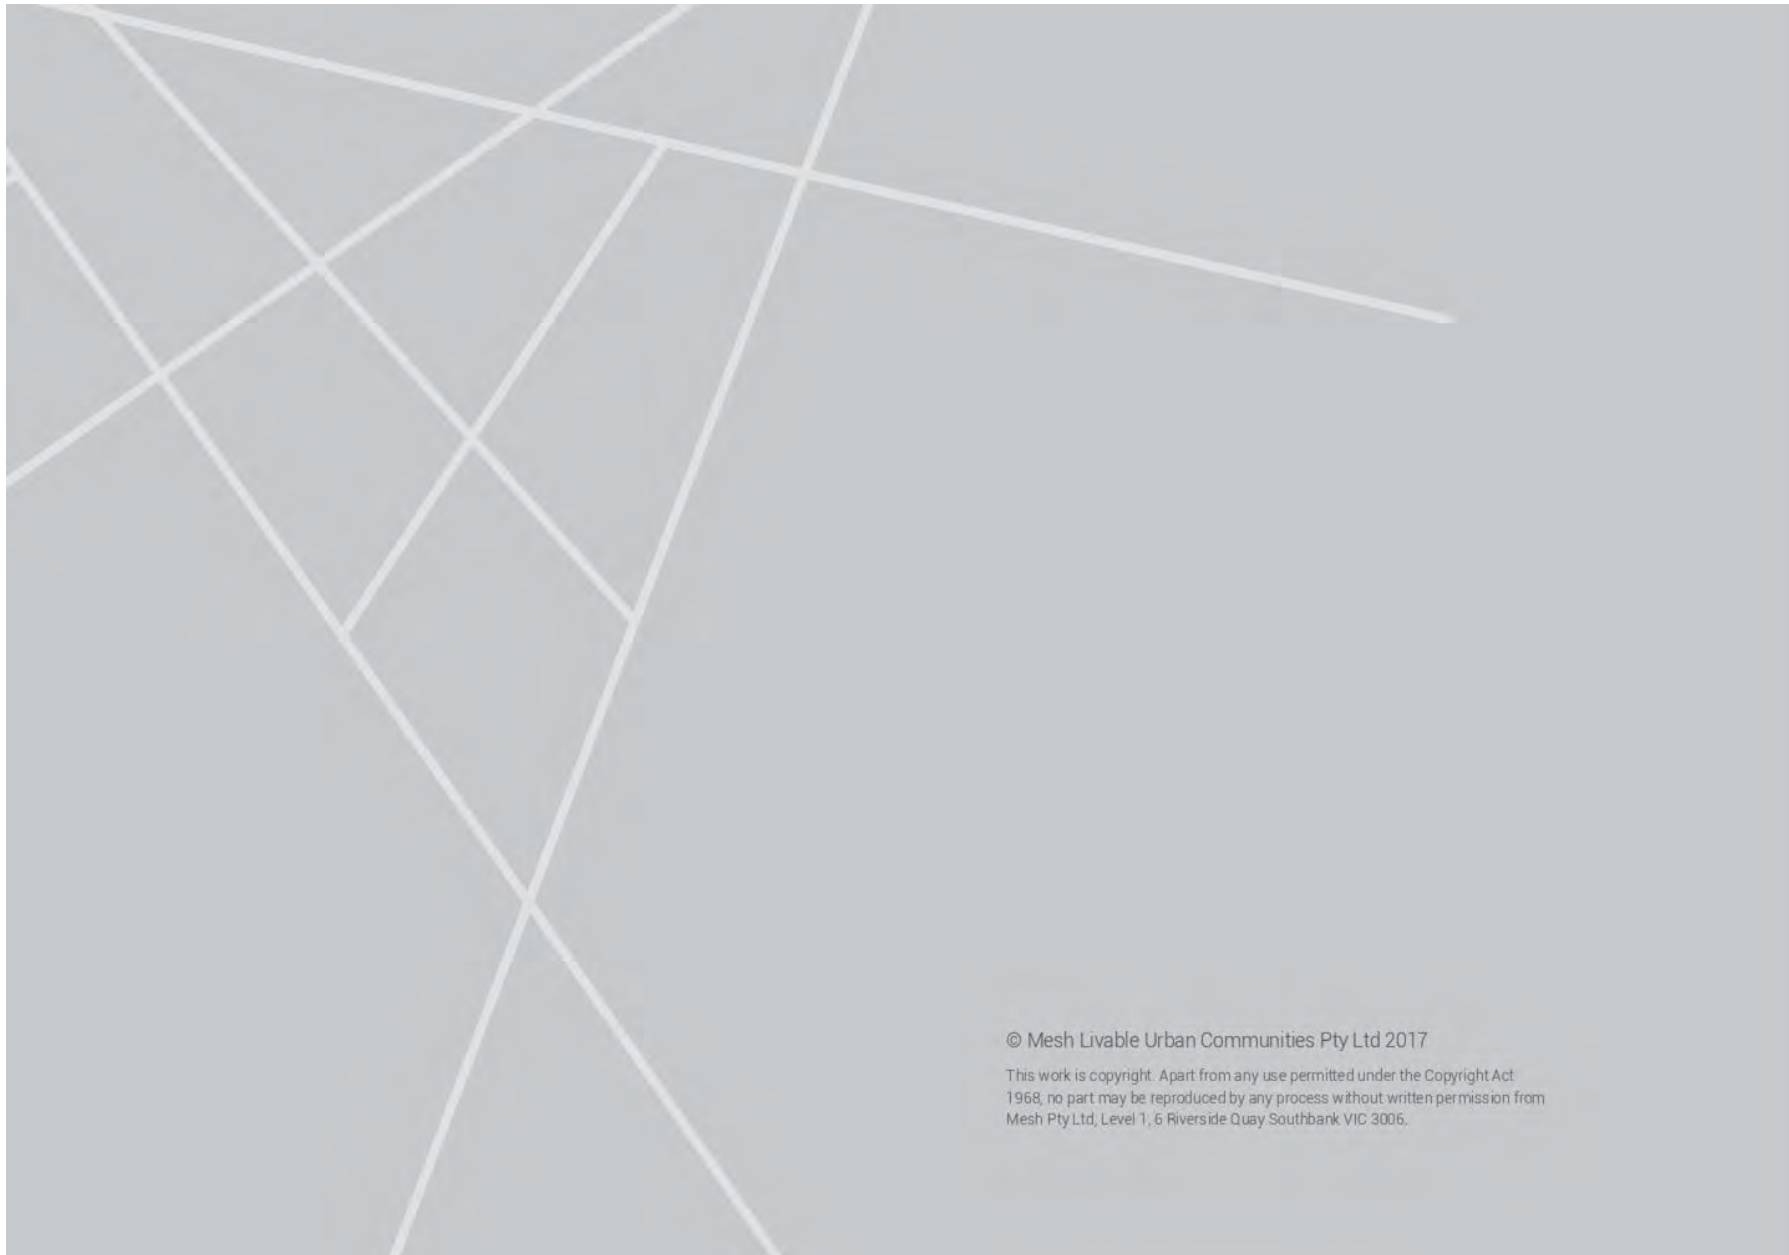 © Mesh Livable Urban Communities Pty Ltd 2017
This work is copyright. Apart from any use permitted under the Copyright Act
1968, no part may be reproduced by any process without written permission from
Mesh Pty Ltd, Level 1, 6 Riverside Quay Southbank VIC 3006.